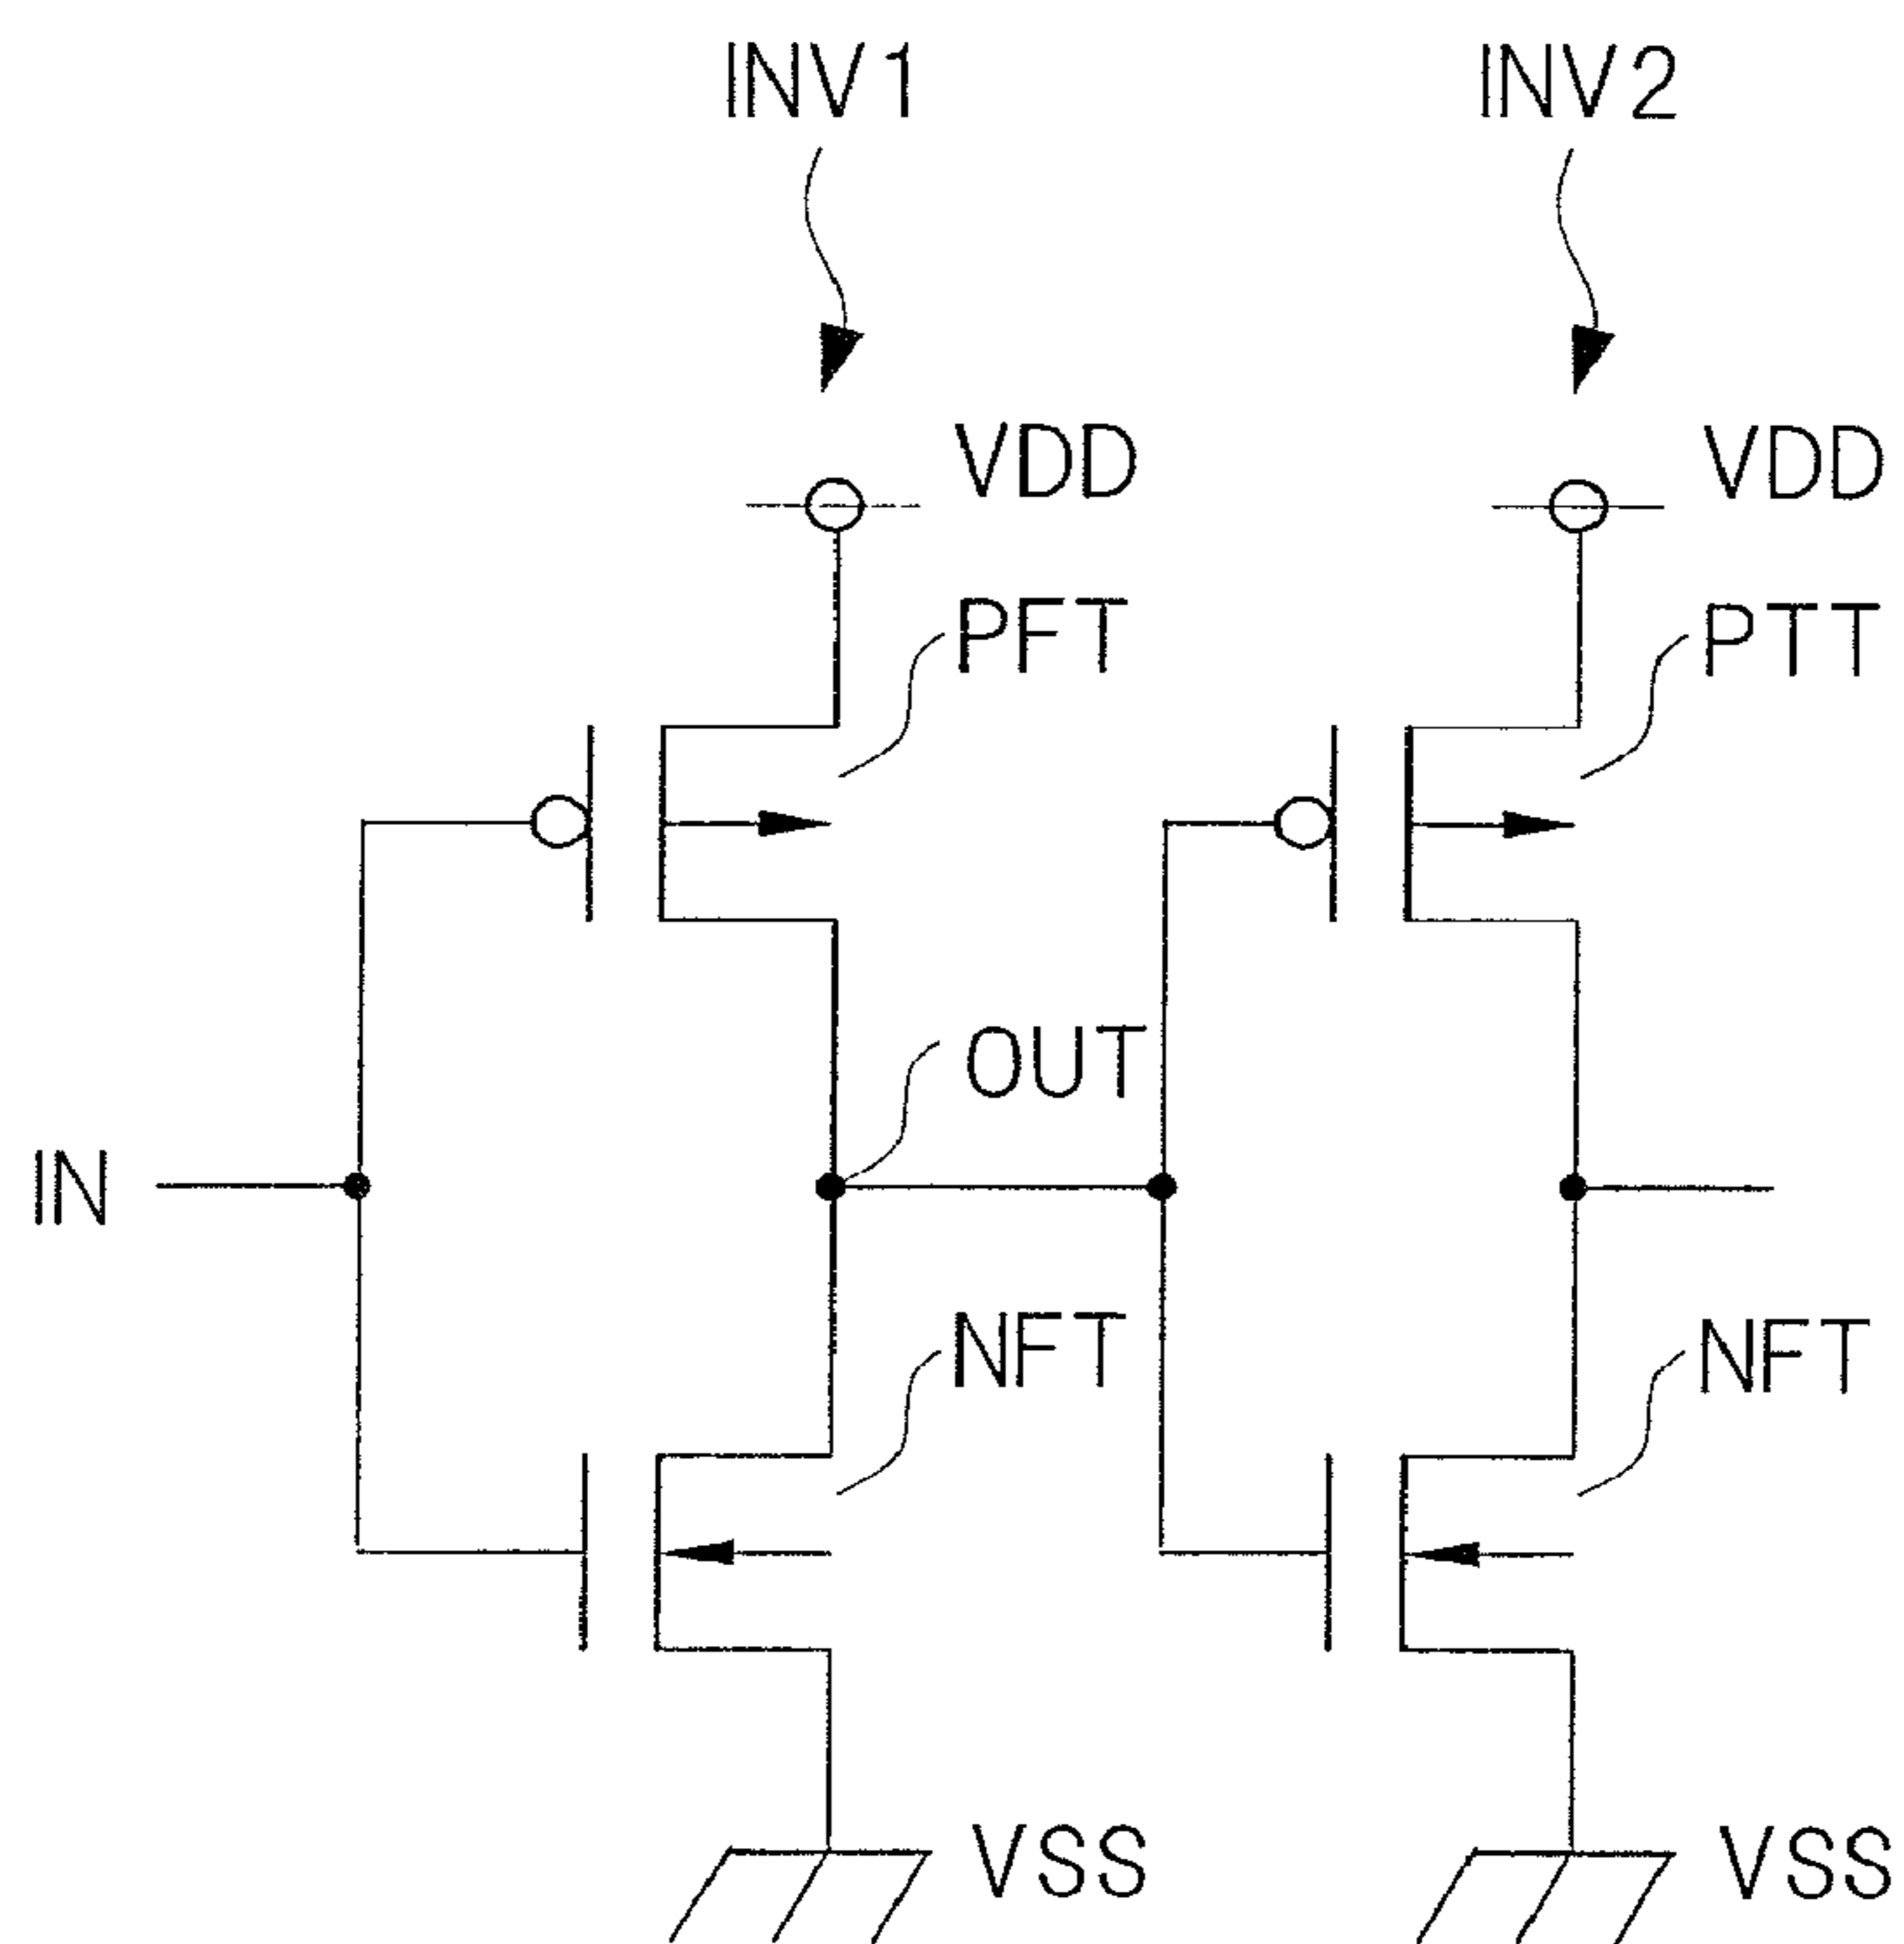 INV1
INV2
VDD
VDD
PFT
PTT
OUT
IN
NFT
NFT
VSS
VSS